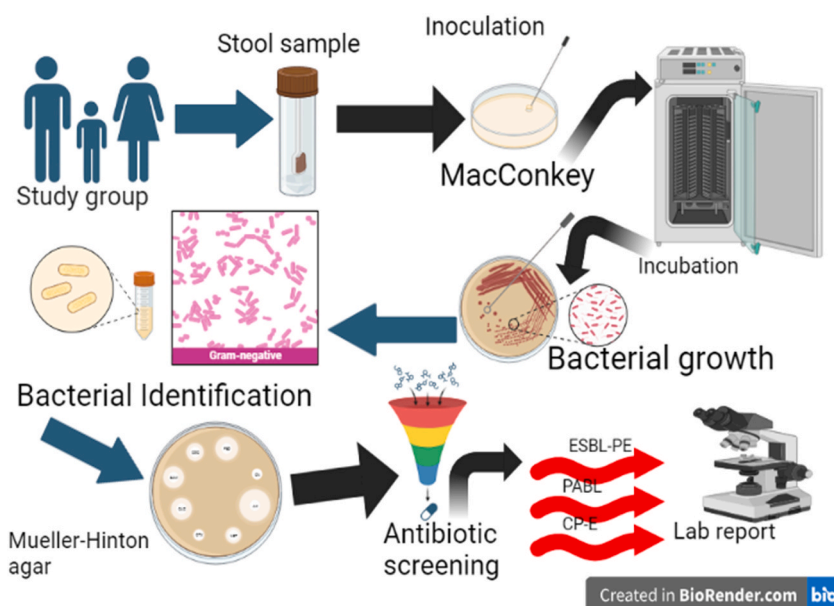 Study group
Stool sample
Inoculation
MacConkey
Incubation
Bacterial growth
Gram-negative
Bacterial Identification
Mueller-Hinton
agar
Antibiotic
screening
ESBL-PE
PABL
CP-E
Lab report
Created in BioRender.com bio